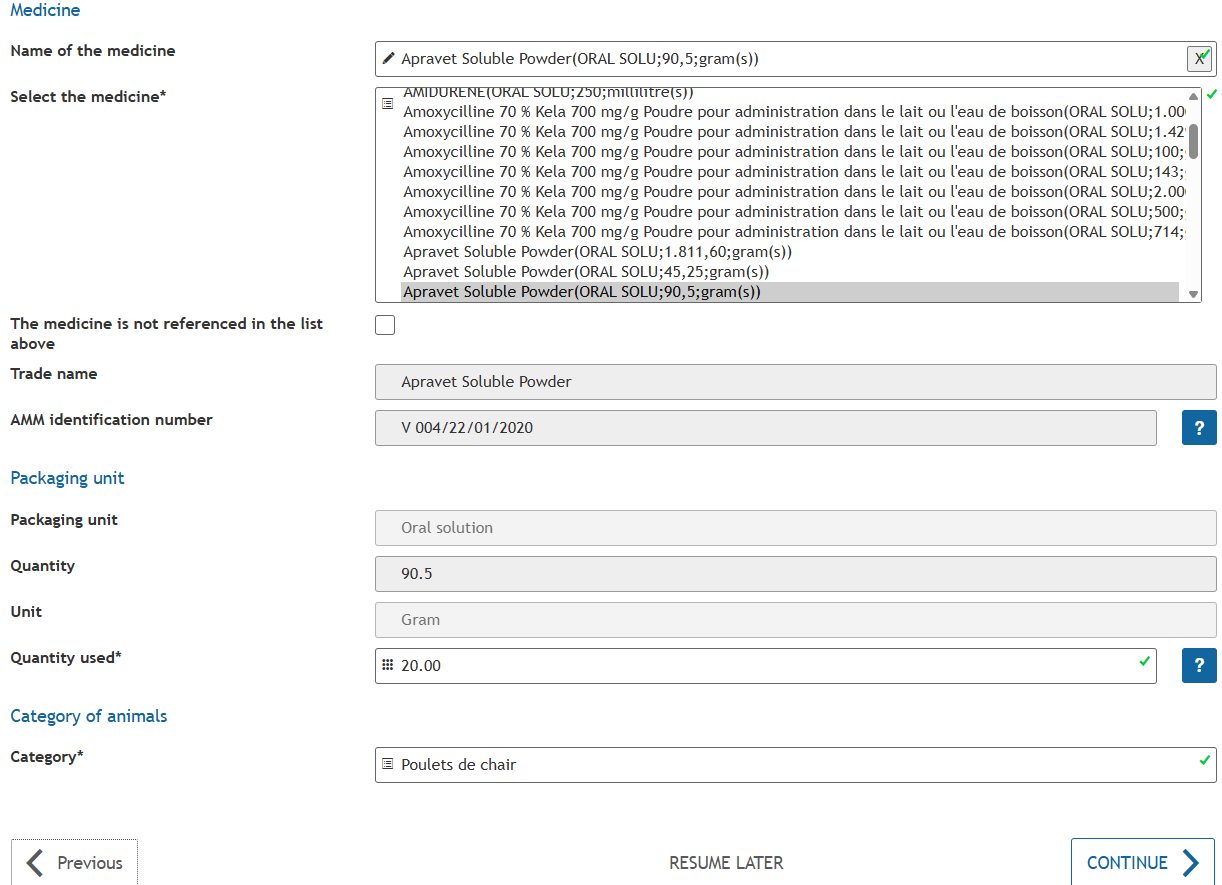 Medicine
Name of the medicine
Apravet Soluble Powder(ORAL SOLU;90,5;gram(s))
X
Select the medicine*
AMIDURENE(ORAL SOLU;250;millilitre(s))
Amoxycilline 70 % Kela 700 mg/g Poudre pour administration dans le lait ou l'eau de boisson(ORAL SOLU;1.00
Amoxycilline 70 % Kela 700 mg/g Poudre pour administration dans le lait ou l'eau de boisson(ORAL SOLU;1.42
Amoxycilline 70 % Kela 700 mg/g Poudre pour administration dans le lait ou l'eau de boisson(ORAL SOLU;100;
Amoxycilline 70 % Kela 700 mg/g Poudre pour administration dans le lait ou l'eau de boisson(ORAL SOLU;143;
Amoxycilline 70 % Kela 700 mg/g Poudre pour administration dans le lait ou l'eau de boisson(ORAL SOLU;2.00
Amoxycilline 70 % Kela 700 mg/g Poudre pour administration dans le lait ou l'eau de boisson(ORAL SOLU;500;
Amoxycilline 70 % Kela 700 mg/g Poudre pour administration dans le lait ou l'eau de boisson(ORAL SOLU;714;
Apravet Soluble Powder(ORAL SOLU;1.811,60;gram(s))
Apravet Soluble Powder(ORAL SOLU;45,25;gram(s))
Apravet Soluble Powder(ORAL SOLU;90,5;gram(s))
The medicine is not referenced in the list
above
Trade name
Apravet Soluble Powder
AMM identification number
V 004/22/01/2020
?
Packaging unit
Packaging unit
Oral solution
Quantity
90.5
Unit
Gram
Quantity used*
20.00
?
Category of animals
Category*
Poulets de chair
Previous
RESUME LATER
CONTINUE